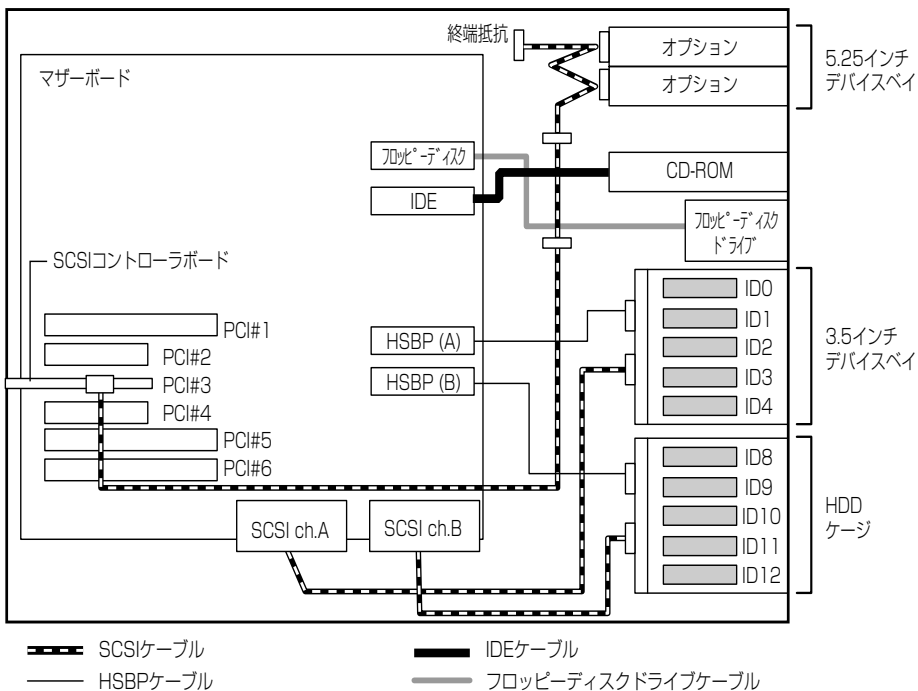 終端抵抗
オプション
オプション
5.25インチ
デバイスベイ
マザーボード
フロッピーディスク
IDE
CD-ROM
フロッピーディスク
ドライブ
SCSIコントローラボード
PCI#1
PCI#2
PCI#3
PCI#4
PCI#5
PCI#6
HSBP (A)
HSBP (B)
ID0
ID1
ID2
ID3
ID4
3.5インチ
デバイスベイ
ID8
ID9
ID10
ID11
ID12
HDD
ケージ
SCSI ch.A
SCSI ch.B
SCSIケーブル
IDEケーブル
HSBPケーブル
フロッピーディスクドライブケーブル